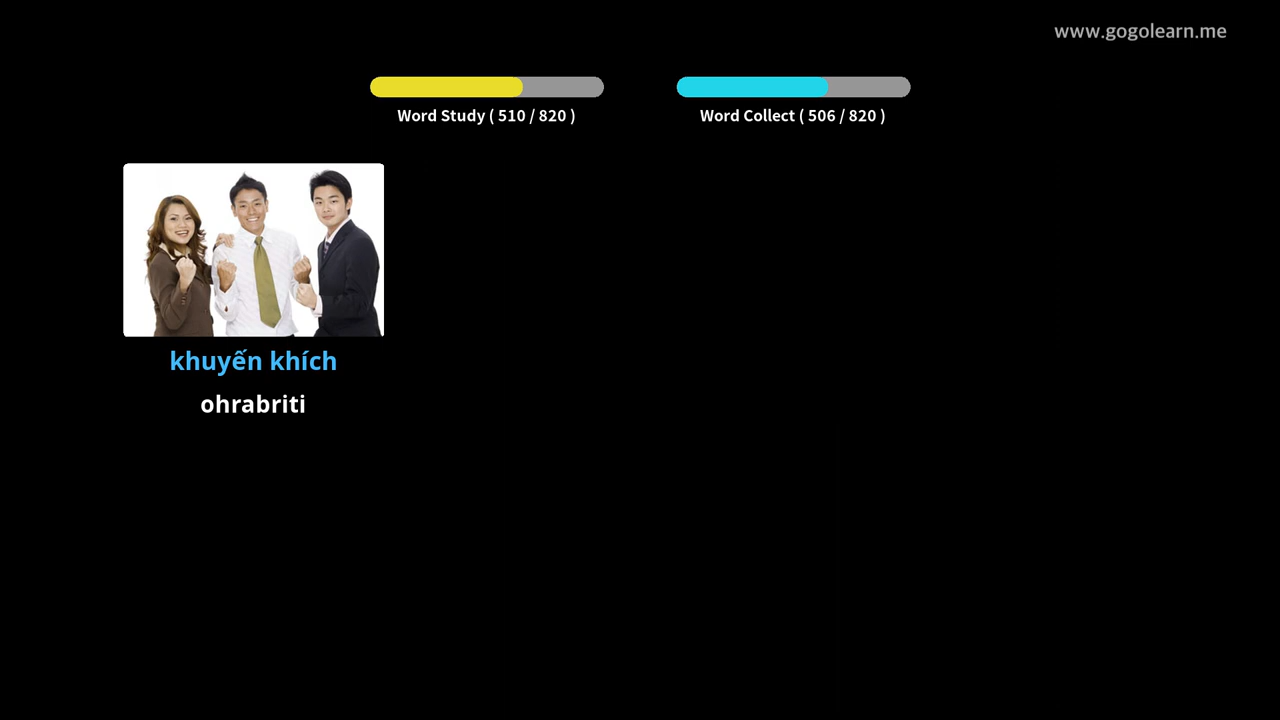 www.gogolearn.me
Word Study ( 510 / 820 )
Word Collect ( 506 / 820 )
khuyến khích
ohrabriti